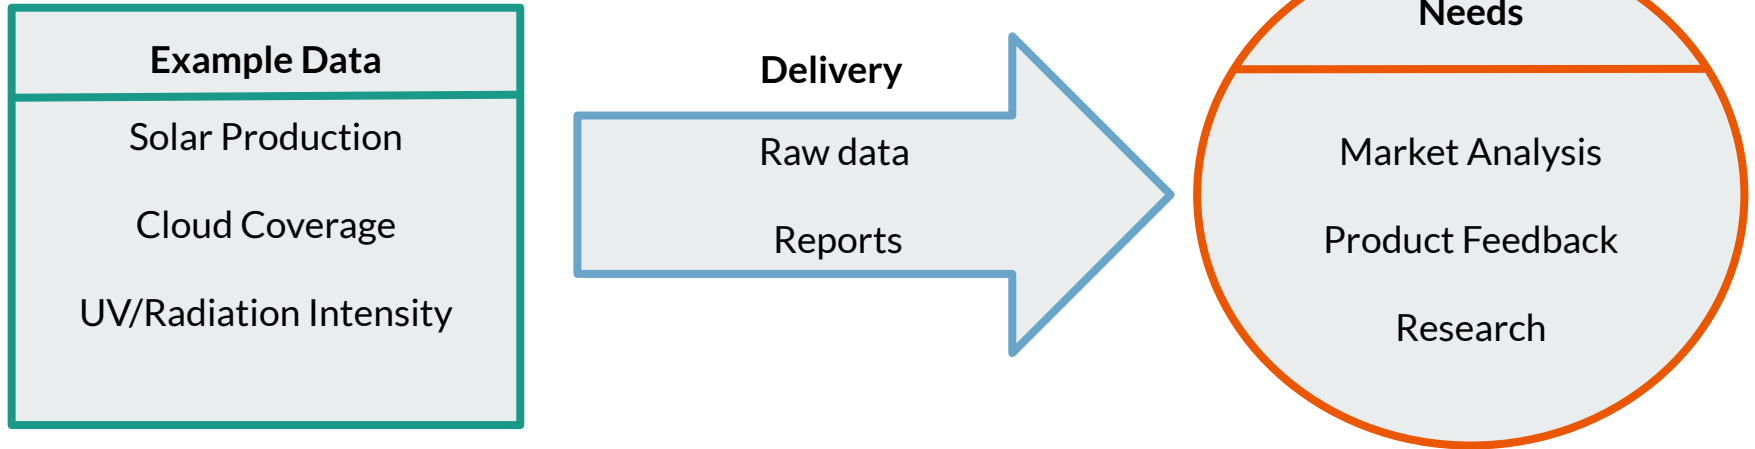 Example Data
Solar Production
Cloud Coverage
UV/Radiation Intensity
Delivery
Raw data
Reports
Needs
Market Analysis
Product Feedback
Research